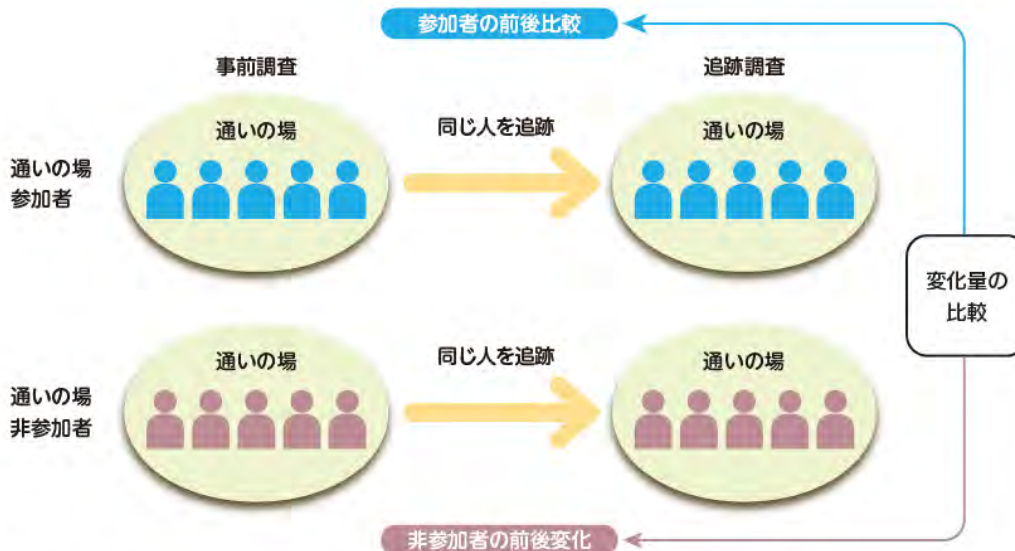 参加者の前後比較
事前調査
追跡調査
通いの場
参加者
通いの場
同じ人を追跡
通いの場
変化量の
比較
通いの場
非参加者
通いの場
同じ人を追跡
通いの場
非参加者の前後変化